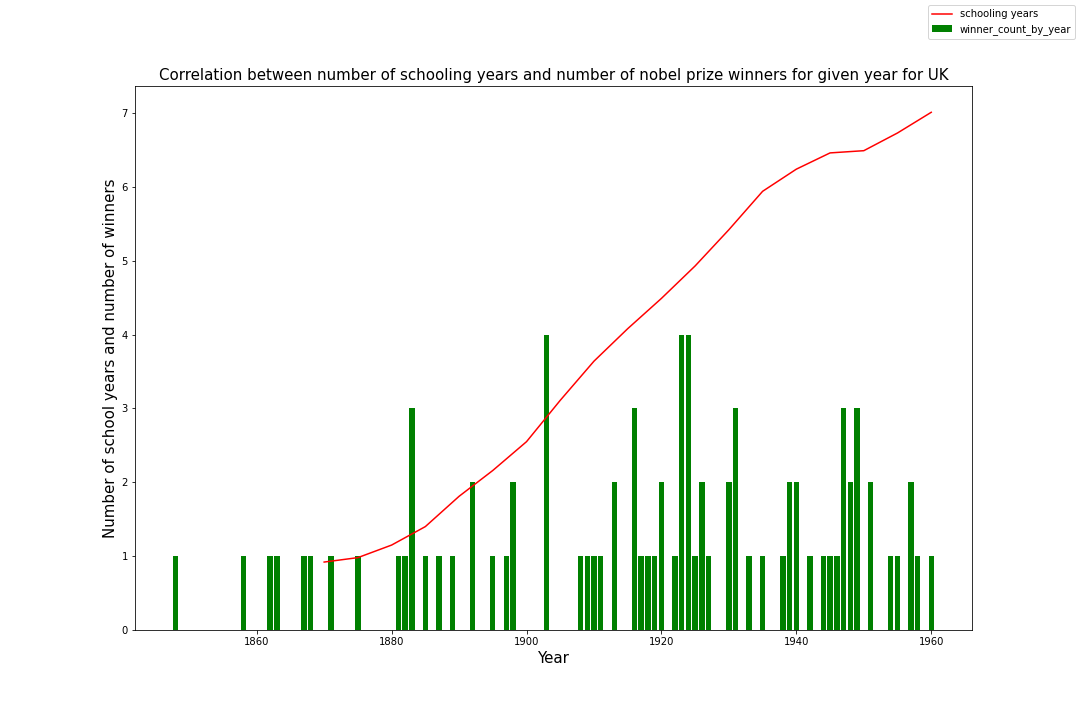 schooling years
winner_count_by_year
Correlation between number of schooling years and number of nobel prize winners for given year for UK
Number of school years and number of winners
7
6
5
4
3
2
1
0
1860 1880 1900 1920 1940 1960
Year